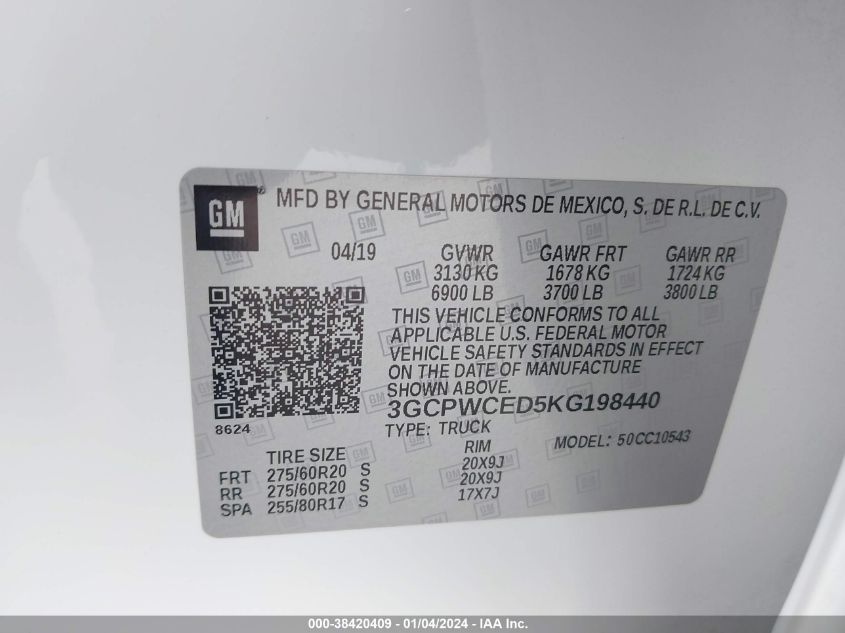 GM ® MFD BY GENERAL MOTORS DE MEXICO, S. DE R.L. DE C.V.
04/19 GVWR GAWR FRT GAWR RR
3130 KG 1678 KG 1724 KG
6900 LB 3700 LB 3800 LB
THIS VEHICLE CONFORMS TO ALL
APPLICABLE U.S. FEDERAL MOTOR
VEHICLE SAFETY STANDARDS IN EFFECT
ON THE DATE OF MANUFACTURE
SHOWN ABOVE.
3GCPWCED5KG198440
8624
TYPE: TRUCK MODEL: 50CC10543
TIRE SIZE RIM
FRT 275/60R20 S 20X9J
RR 275/60R20 S 20X9J
SPA 255/80R17 S 17X7J
000-38420409 - 01/04/2024 - IAA Inc.